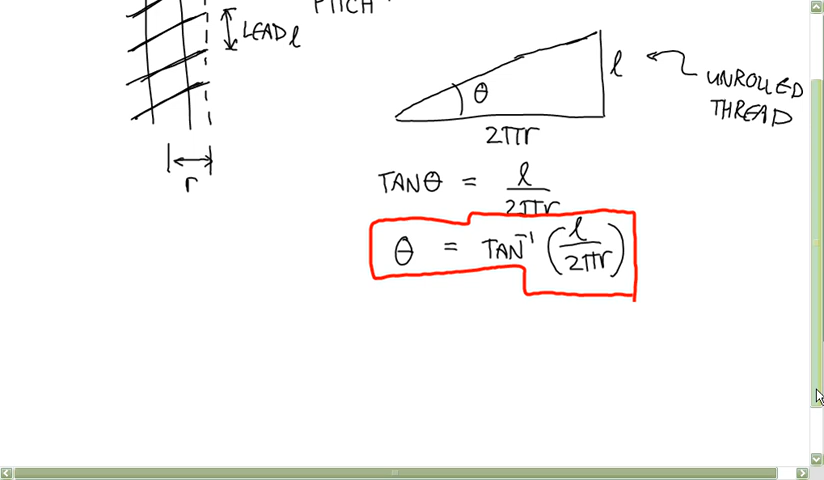 PITCH
LEAD l
l
UNROLLED
THREAD
θ
2πr
r
TANθ = l/2πr
θ = TAN⁻¹ (l/2πr)